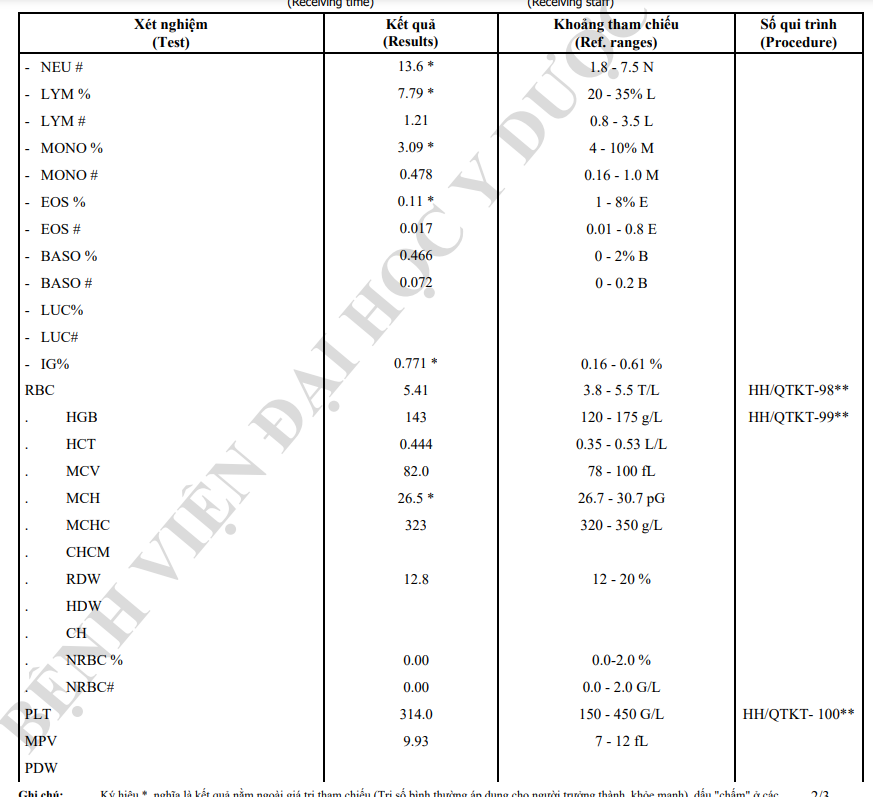 (Receiving time) (Receiving staff)
Xét nghiệm Kết quả Khoảng tham chiếu Số qui trình
(Test) (Results) (Ref. ranges) (Procedure)
- NEU # 13.6 * 1.8 - 7.5 N
- LYM % 7.79 * 20 - 35% L
- LYM # 1.21 0.8 - 3.5 L
- MONO % 3.09 * 4 - 10% M
- MONO # 0.478 0.16 - 1.0 M
- EOS % 0.11 * 1 - 8% E
- EOS # 0.017 0.01 - 0.8 E
- BASO % 0.466 0 - 2% B
- BASO # 0.072 0 - 0.2 B
- LUC%
- LUC#
- IG% 0.771 * 0.16 - 0.61 %
RBC 5.41 3.8 - 5.5 T/L HH/QTKT-98**
. HGB 143 120 - 175 g/L HH/QTKT-99**
. HCT 0.444 0.35 - 0.53 L/L
. MCV 82.0 78 - 100 fL
. MCH 26.5 * 26.7 - 30.7 pG
. MCHC 323 320 - 350 g/L
. CHCM
. RDW 12.8 12 - 20 %
. HDW
. CH
. NRBC % 0.00 0.0-2.0 %
. NRBC# 0.00 0.0 - 2.0 G/L
PLT 314.0 150 - 450 G/L HH/QTKT- 100**
MPV 9.93 7 - 12 fL
PDW
Ghi chú: Ký hiệu *, nghĩa là kết quả nằm ngoài giá trị tham chiếu (Trị số bình thường áp dụng cho người trưởng thành, khỏe mạnh), dấu "chấm" ở các 2/3
BỆNH VIỆN ĐẠI HỌC Y DƯỢC